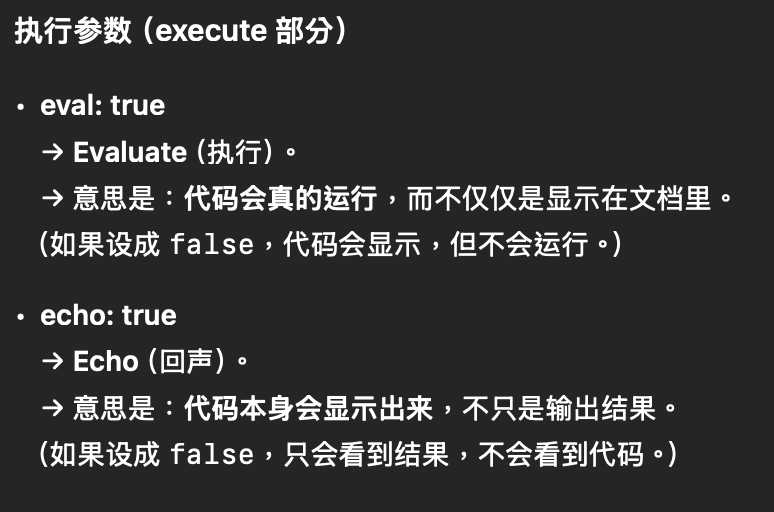 执行参数（execute 部分）
• eval: true
→ Evaluate（执行）。
→ 意思是：代码会真的运行，而不仅仅是显示在文档里。
（如果设成 false，代码会显示，但不会运行。）
• echo: true
→ Echo（回声）。
→ 意思是：代码本身会显示出来，不只是输出结果。
（如果设成 false，只会看到结果，不会看到代码。）